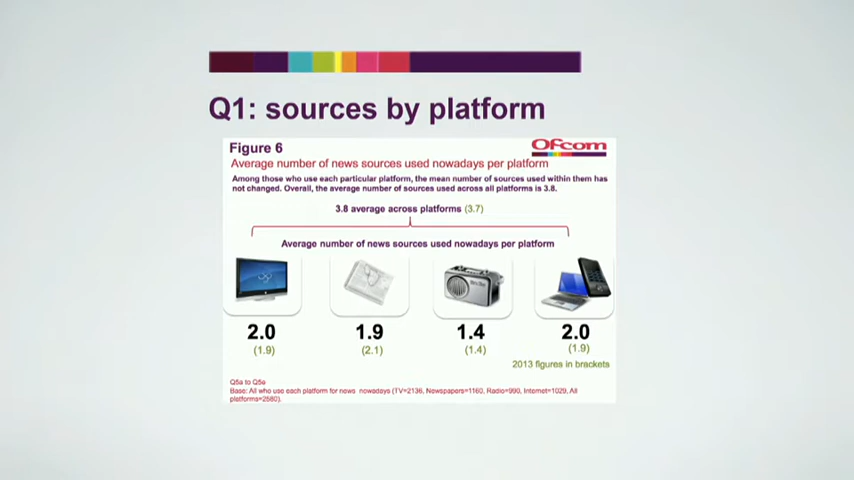 Q1: sources by platform
Figure 6
Ofcom
Average number of news sources used nowadays per platform
Among those who use each particular platform, the mean number of sources used within them has
not changed. Overall, the average number of sources used across all platforms is 3.8.
3.8 average across platforms (3.7)
Average number of news sources used nowadays per platform
2.0 1.9 1.4 2.0
(1.9) (2.1) (1.4) (1.9)
2013 figures in brackets
Q5a to Q5e
Base: All who use each platform for news nowadays (TV=2136, Newspapers=1160, Radio=990, Internet=1029, All
platforms=2580).